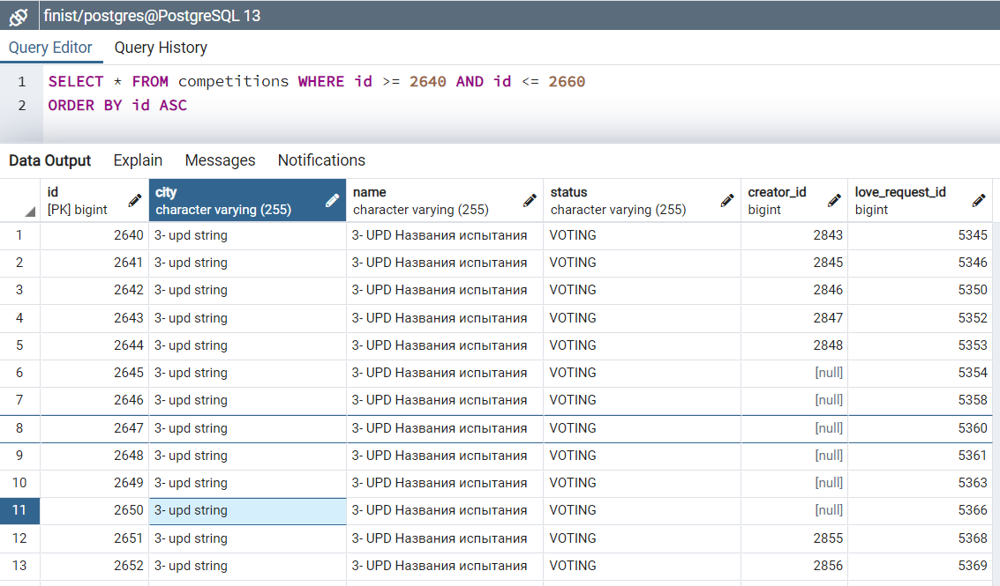 finist/postgres@PostgreSQL 13
Query Editor Query History
1 SELECT * FROM competitions WHERE id >= 2640 AND id <= 2660
2 ORDER BY id ASC
Data Output Explain Messages Notifications
id city name status creator_id love_request_id
[PK] bigint character varying (255) character varying (255) character varying (255) bigint bigint
1 2640 3- upd string 3- UPD Названия испытания VOTING 2843 5345
2 2641 3- upd string 3- UPD Названия испытания VOTING 2845 5346
3 2642 3- upd string 3- UPD Названия испытания VOTING 2846 5350
4 2643 3- upd string 3- UPD Названия испытания VOTING 2847 5352
5 2644 3- upd string 3- UPD Названия испытания VOTING 2848 5353
6 2645 3- upd string 3- UPD Названия испытания VOTING [null] 5354
7 2646 3- upd string 3- UPD Названия испытания VOTING [null] 5358
8 2647 3- upd string 3- UPD Названия испытания VOTING [null] 5360
9 2648 3- upd string 3- UPD Названия испытания VOTING [null] 5361
10 2649 3- upd string 3- UPD Названия испытания VOTING [null] 5363
11 2650 3- upd string 3- UPD Названия испытания VOTING [null] 5366
12 2651 3- upd string 3- UPD Названия испытания VOTING 2855 5368
13 2652 3- upd string 3- UPD Названия испытания VOTING 2856 5369